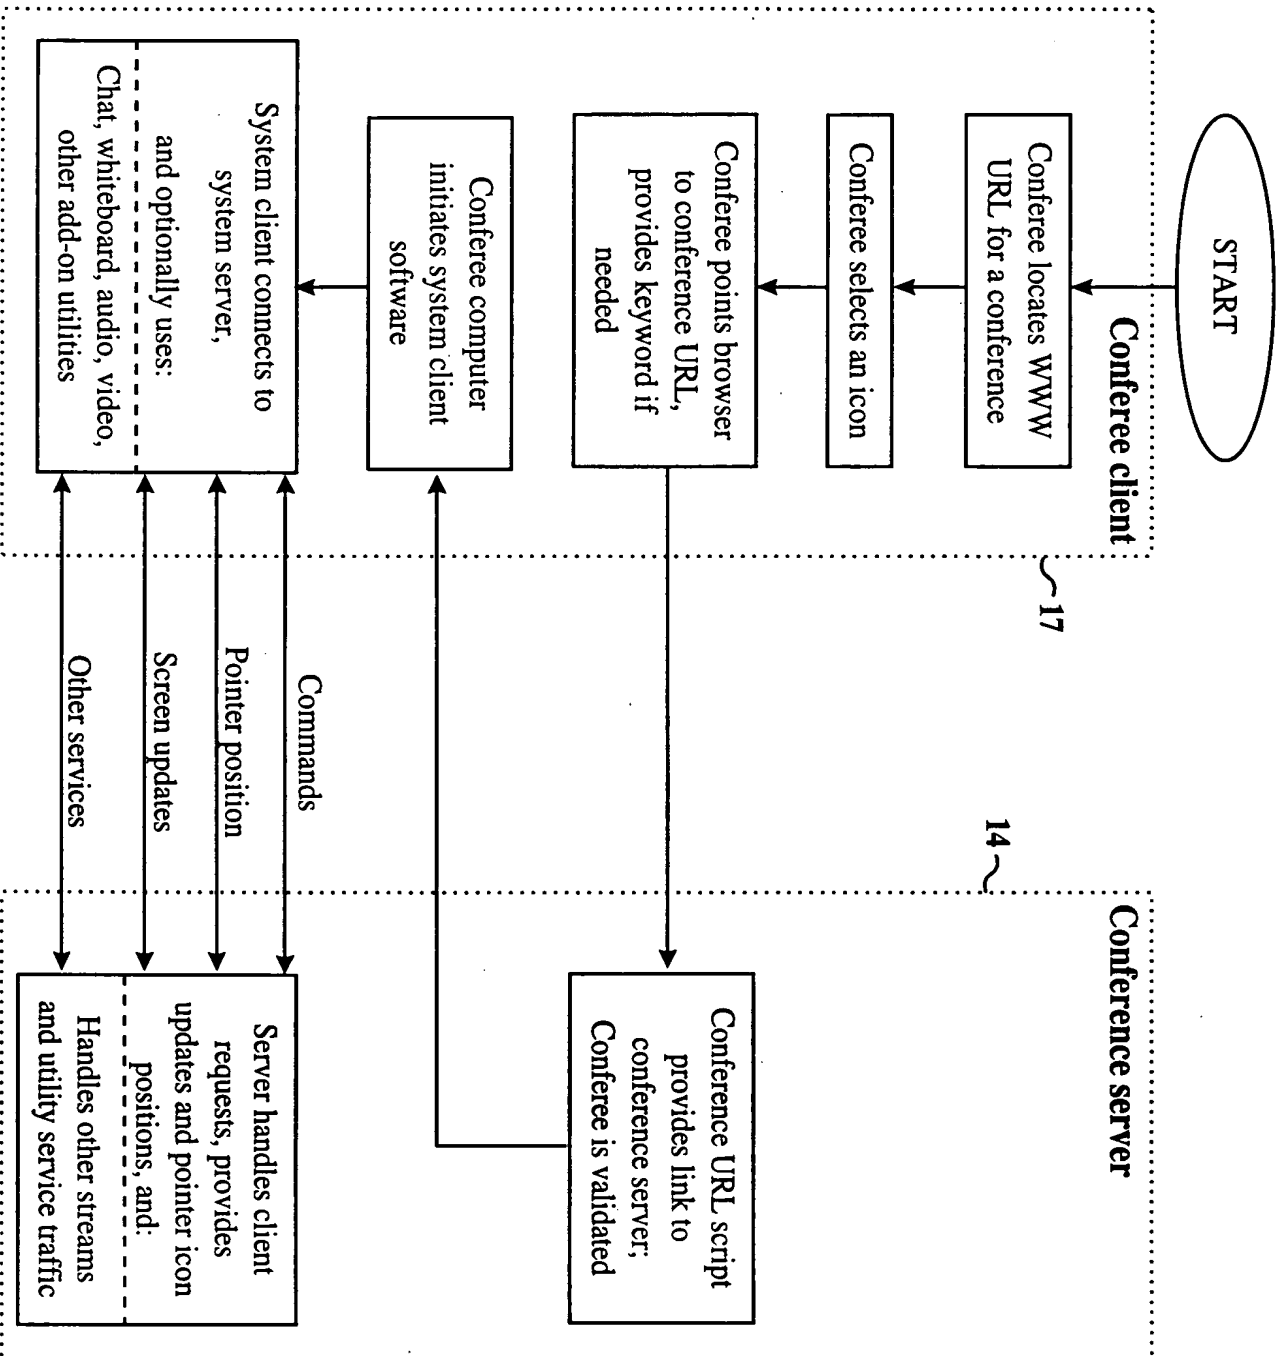 START
Conferee client
17
Conferee locates WWW
URL for a conference
Conferee selects an icon
Conferee points browser
to conference URL,
provides keyword if
needed
Conferee computer
initiates system client
software
System client connects to
system server,
and optionally uses:
Chat, whiteboard, audio, video,
other add-on utilities
Commands
Pointer position
Screen updates
Other services
14
Conference server
Conference URL script
provides link to
conference server;
Conferee is validated
Server handles client
requests, provides
updates and pointer icon
positions, and:
Handles other streams
and utility service traffic